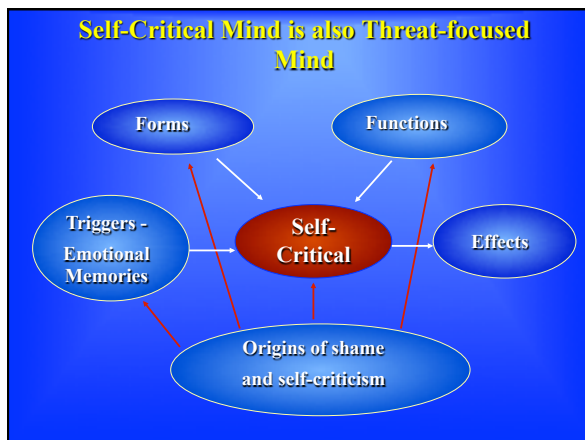 Self-Critical Mind is also Threat-focused
Mind
Forms
Functions
Triggers -
Emotional
Memories
Self-
Critical
Effects
Origins of shame
and self-criticism